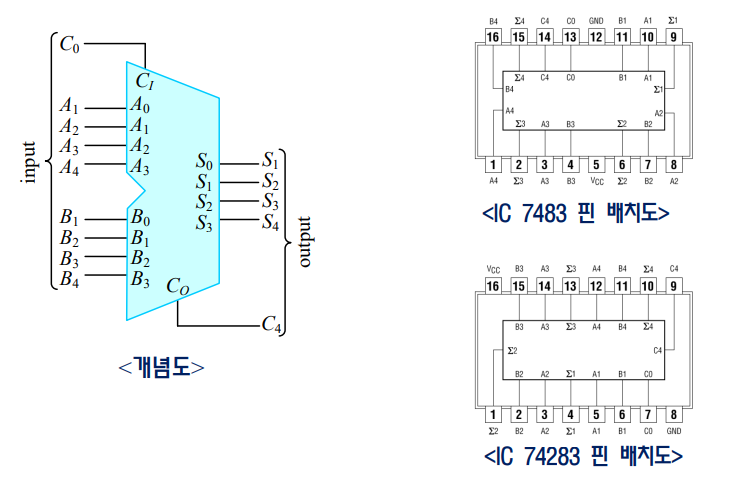 C0
CI
A1 A0
A2 A1
A3 A2
A4 A3
input
S0 S1
S1 S2
S2 S3
S3 S4
output
B1 B0
B2 B1
B3 B2
B4 B3
CO
C4
<개념도>
B4 Σ4 C4 C0 GND B1 A1 Σ1
16 15 14 13 12 11 10 9
Σ4 C4 C0 B1 A1
B4 Σ1
A4 A2
Σ3 A3 B3 Σ2 B2
1 2 3 4 5 6 7 8
A4 Σ3 A3 B3 VCC Σ2 B2 A2
<IC 7483 핀 배치도>
VCC B3 A3 Σ3 A4 B4 Σ4 C4
16 15 14 13 12 11 10 9
B3 A3 Σ3 A4 B4 Σ4
Σ2 C4
B2 A2 Σ1 A1 B1 C0
1 2 3 4 5 6 7 8
Σ2 B2 A2 Σ1 A1 B1 C0 GND
<IC 74283 핀 배치도>